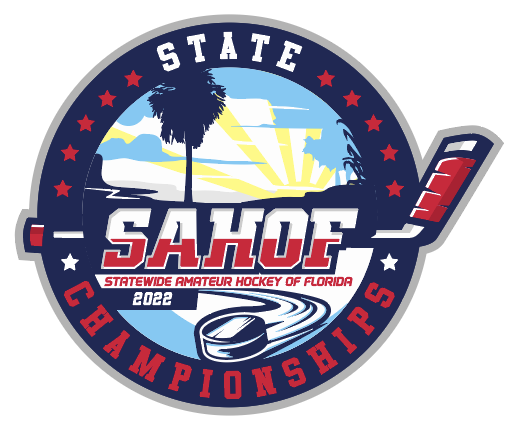 STATE
SAHOF
STATEWIDE AMATEUR HOCKEY OF FLORIDA
2022
CHAMPIONSHIPS